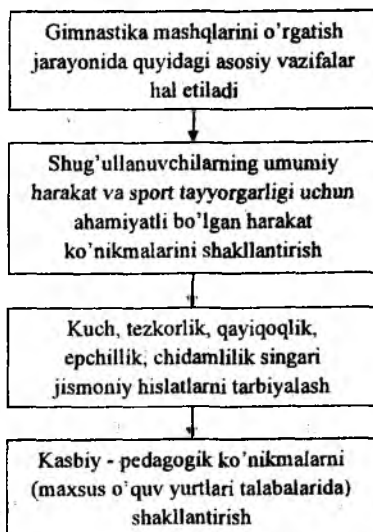 Gimnastika mashqlarini o'rgatish
jarayonida quyidagi asosiy vazifalar
hal etiladi
Shug'ullanuvchilarning umumiy
harakat va sport tayyorgarligi uchun
ahamiyatli bo'lgan harakat
ko'nikmalarini shakllantirish
Kuch, tezkorlik, qayiqoqlik,
epchillik, chidamlilik singari
jismoniy hislatlarni tarbiyalash
Kasbiy - pedagogik ko'nikmalarni
(maxsus o'quv yurtlari talabalarida)
shakllantirish